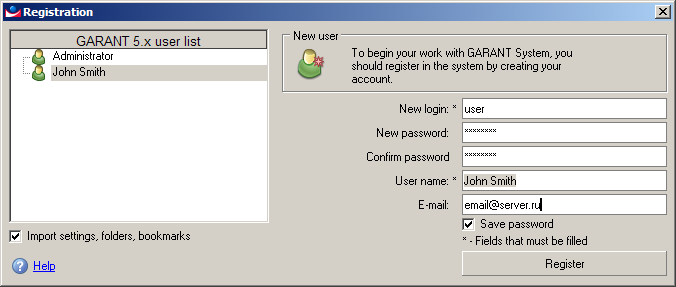 Registration
GARANT 5.x user list
Administrator
John Smith
Import settings, folders, bookmarks
Help
New user
To begin your work with GARANT System, you
should register in the system by creating your
account.
New login: * user
New password: ********
Confirm password ********
User name: * John Smith
E-mail: email@server.ru
Save password
* - Fields that must be filled
Register